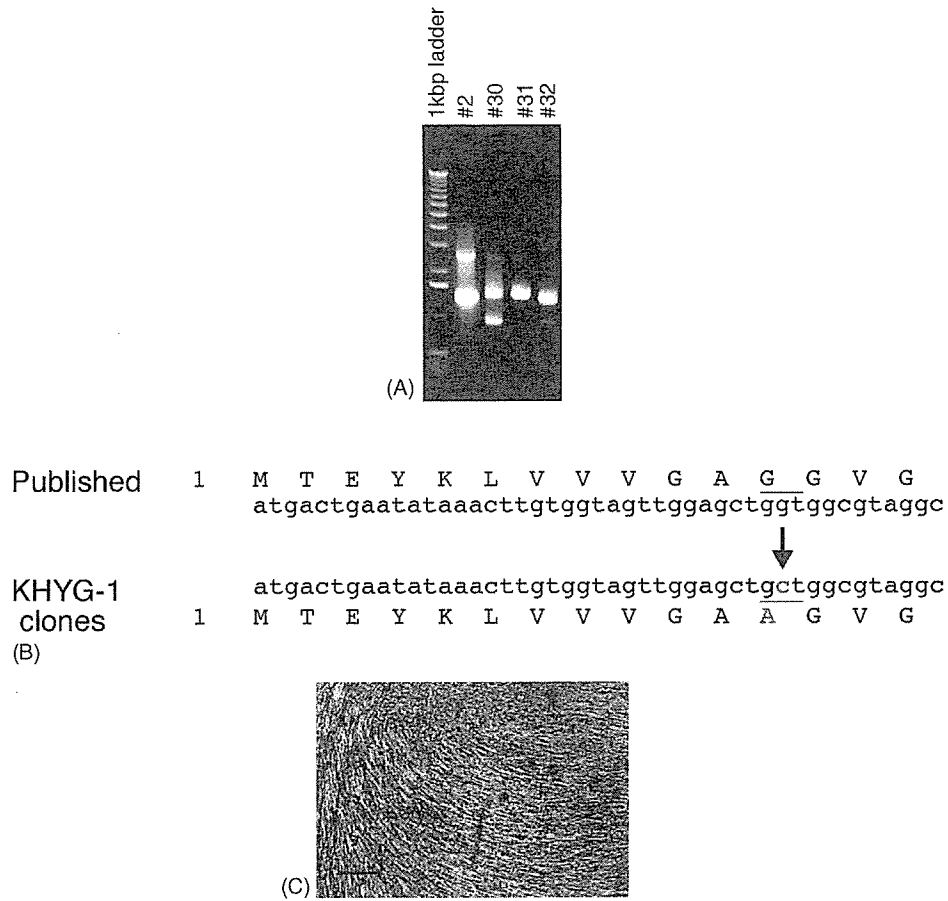 1kbp ladder
#2
#30
#31
#32
(A)
Published 1 M T E Y K L V V V G A G G V G
atgactgaatataaacttgtggtagttggagctggtggcgtaggc
KHYG-1 atgactgaatataaacttgtggtagttggagctgctggcgtaggc
clones 1 M T E Y K L V V V G A A G V G
(B)
(C)